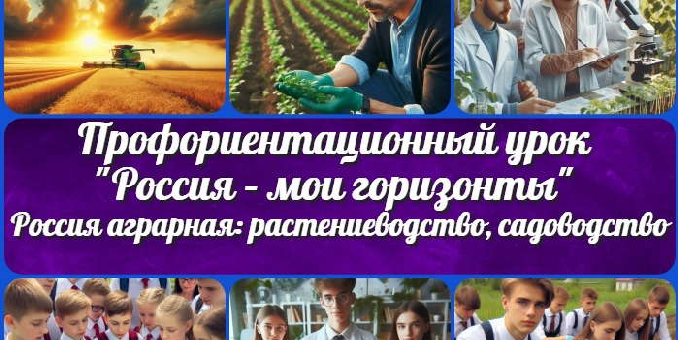 Профориентационный урок
"Россия – мои горизонты"
Россия аграрная: растениеводство, садоводство